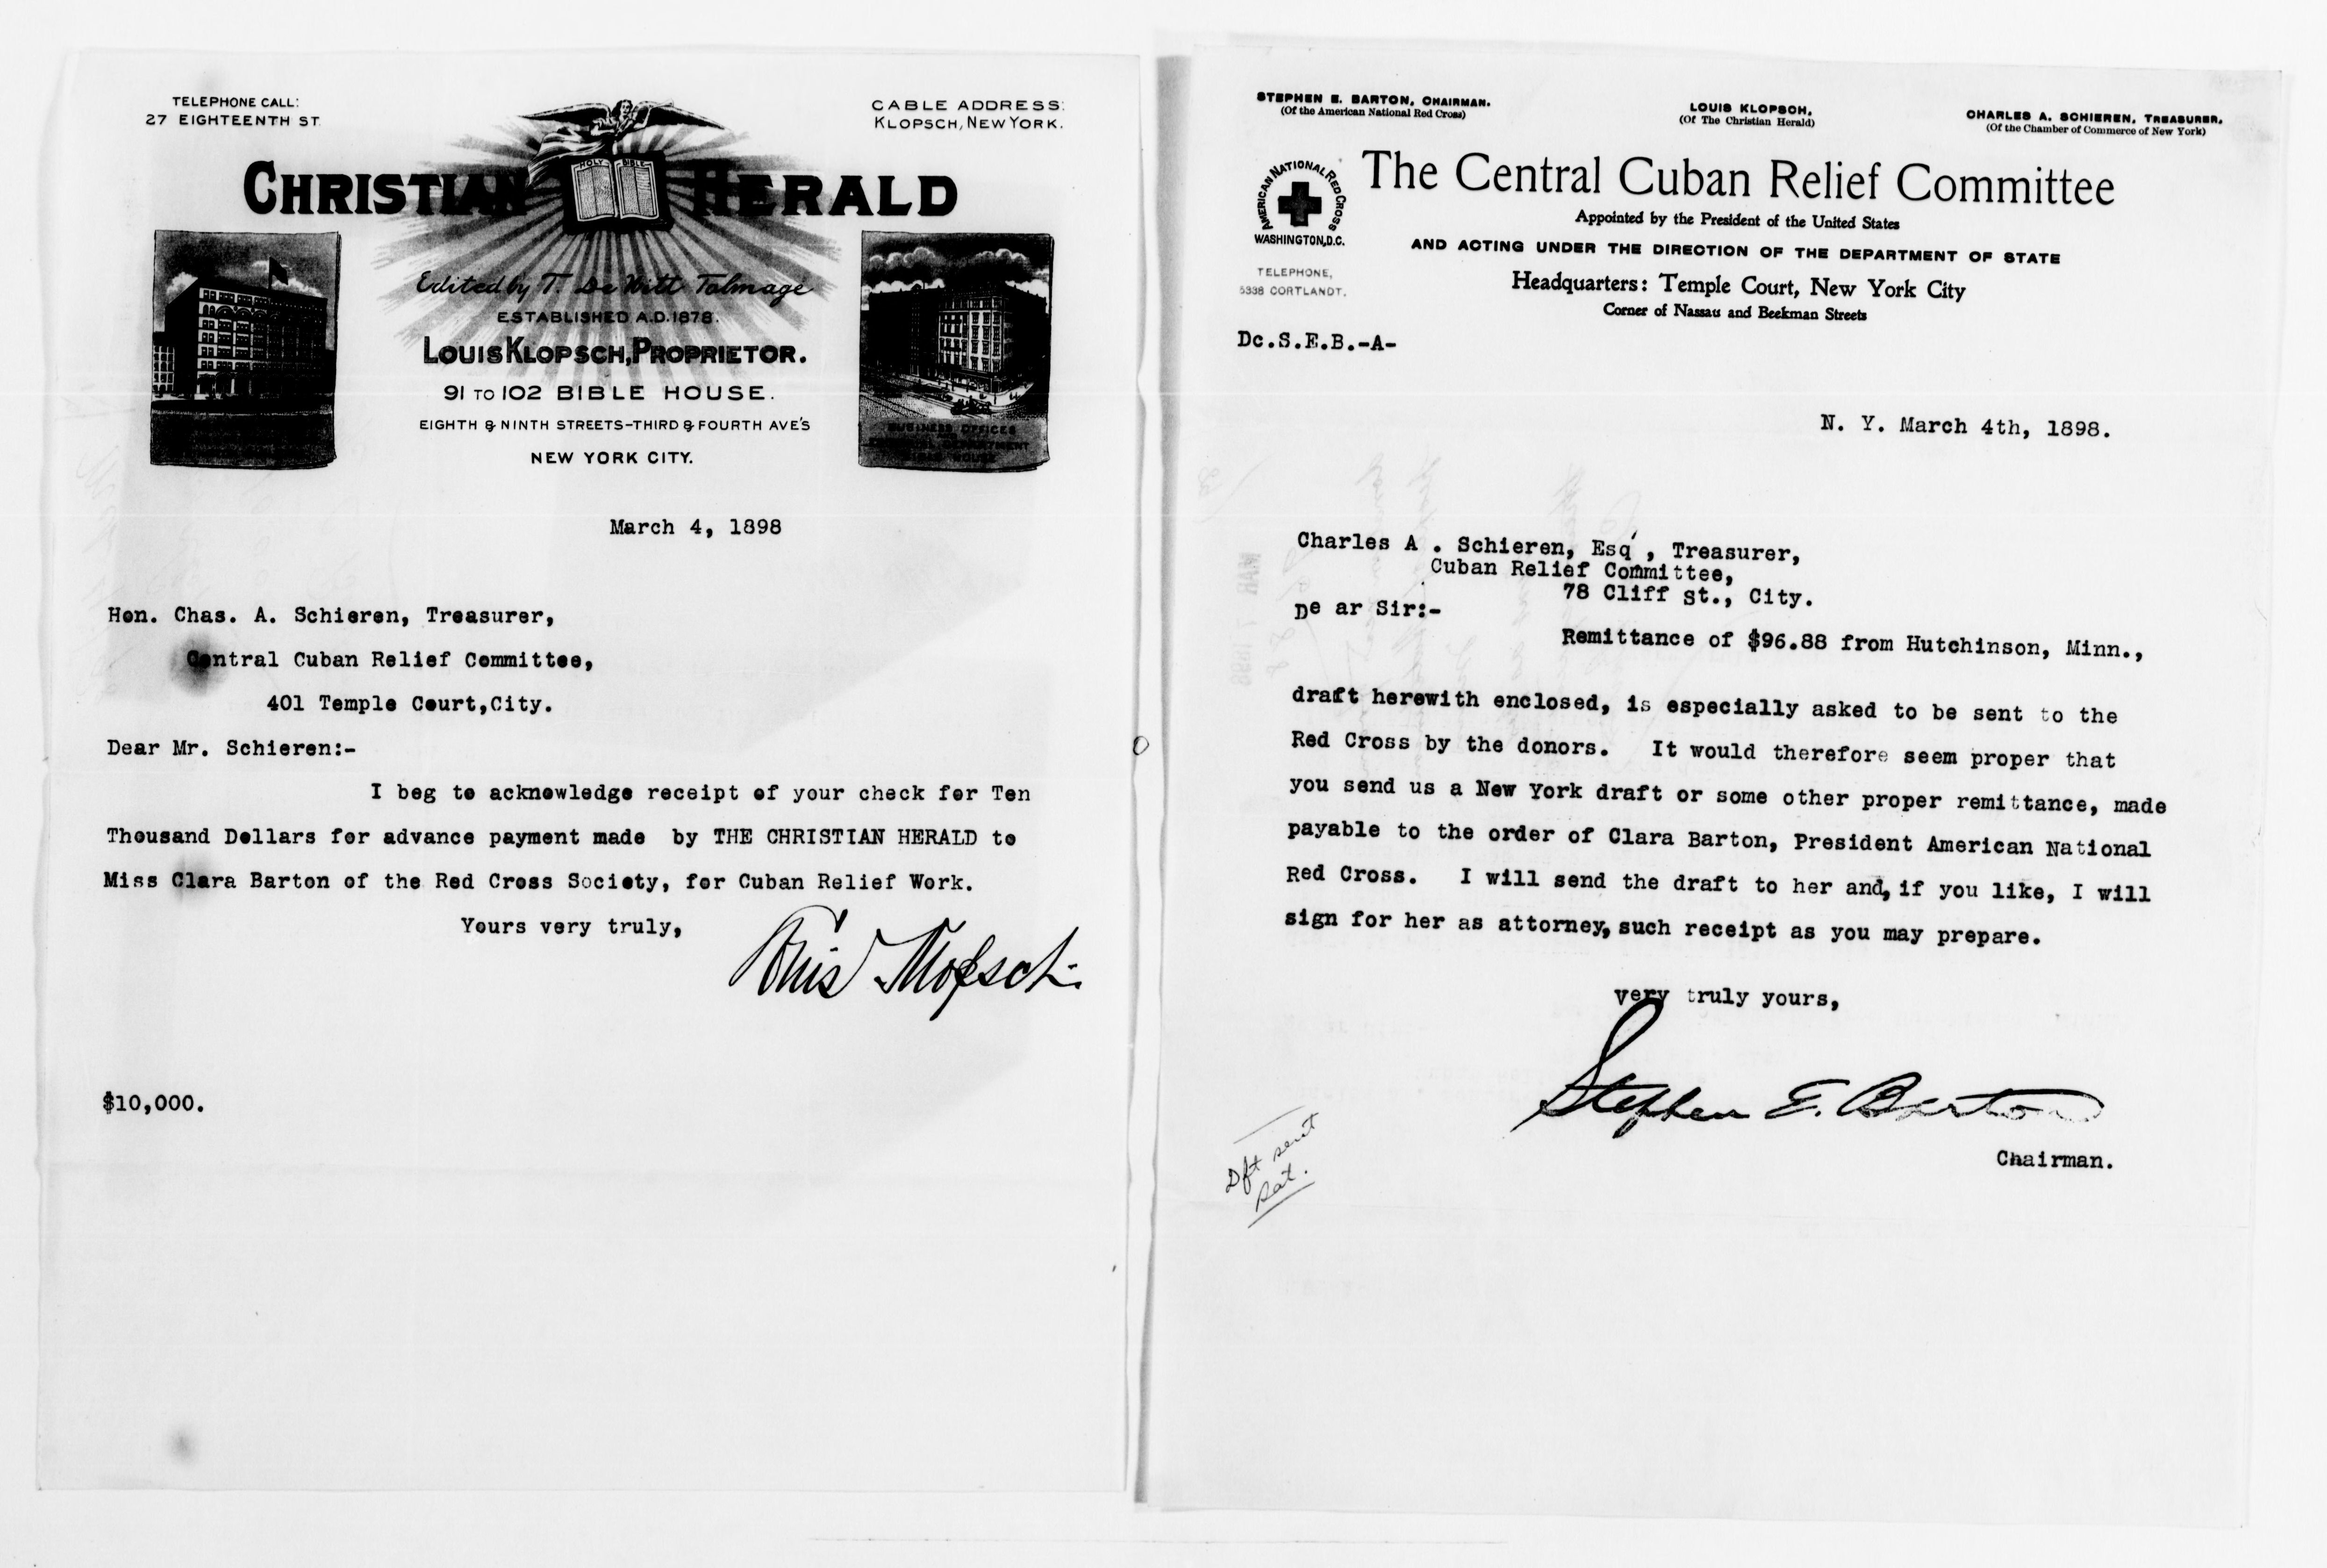 TELEPHONE CALL:
27 EIGHTEENTH ST.
CABLE ADDRESS:
KLOPSCH, NEW YORK.
HOLY BIBLE
CHRISTIAN HERALD
Edited by T. De Witt Talmage
ESTABLISHED A.D. 1878.
LOUIS KLOPSCH, PROPRIETOR.
91 TO 102 BIBLE HOUSE.
EIGHTH & NINTH STREETS-THIRD & FOURTH AVE'S
NEW YORK CITY.
BUSINESS OFFICES
DEPARTMENT
BIBLE HOUSE
March 4, 1898
Hon. Chas. A. Schieren, Treasurer,
Central Cuban Relief Committee,
401 Temple Court,City.
Dear Mr. Schieren:-
I beg to acknowledge receipt of your check for Ten
Thousand Dollars for advance payment made by THE CHRISTIAN HERALD to
Miss Clara Barton of the Red Cross Society, for Cuban Relief Work.
Yours very truly,
Louis Klopsch
$10,000.
STEPHEN E. BARTON, CHAIRMAN.
(Of the American National Red Cross)
LOUIS KLOPSCH,
(Of The Christian Herald)
CHARLES A. SCHIEREN, TREASURER.
(Of the Chamber of Commerce of New York)
AMERICAN NATIONAL RED CROSS
WASHINGTON, D.C.
The Central Cuban Relief Committee
Appointed by the President of the United States
AND ACTING UNDER THE DIRECTION OF THE DEPARTMENT OF STATE
TELEPHONE,
5338 CORTLANDT.
Headquarters: Temple Court, New York City
Corner of Nassau and Beekman Streets
Dc.S.E.B.-A-
N. Y. March 4th, 1898.
Charles A . Schieren, Esq', Treasurer,
Cuban Relief Committee,
78 Cliff st., City.
De ar Sir:-
Remittance of $96.88 from Hutchinson, Minn.,
draft herewith enclosed, is especially asked to be sent to the
Red Cross by the donors. It would therefore seem proper that
you send us a New York draft or some other proper remittance, made
payable to the order of Clara Barton, President American National
Red Cross. I will send the draft to her and, if you like, I will
sign for her as attorney, such receipt as you may prepare.
very truly yours,
Stephen E. Barton
Chairman.
Dft sent
Sat.
MAR 7 1898